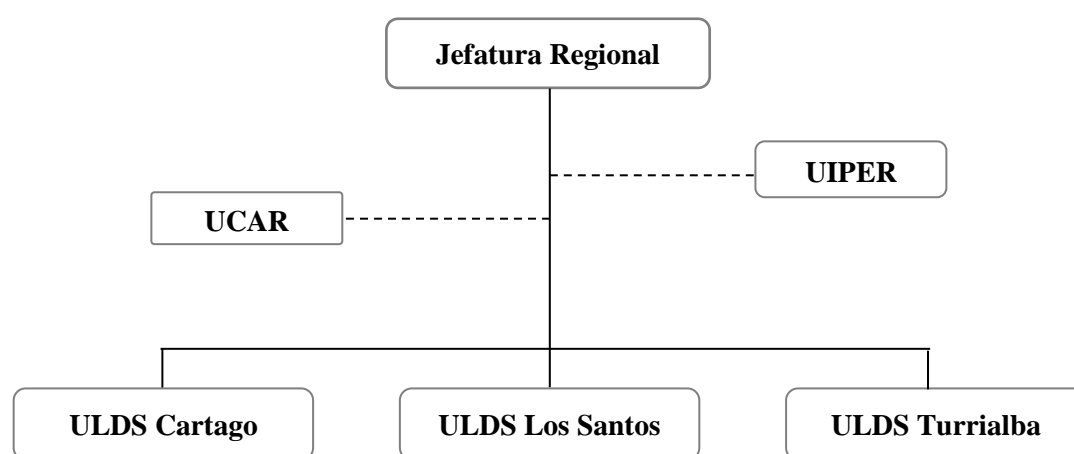 Jefatura Regional
UIPER
UCAR
ULDS Cartago
ULDS Los Santos
ULDS Turrialba